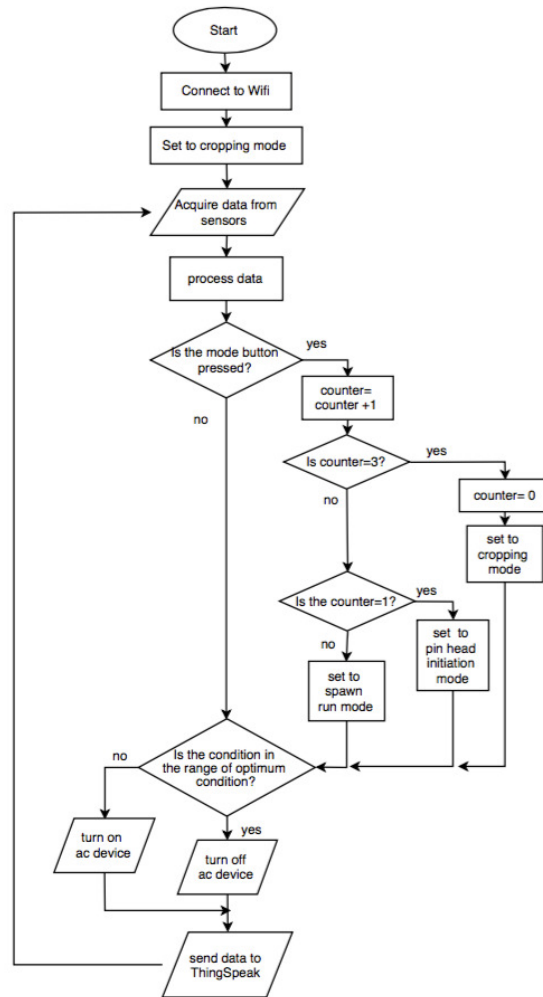 Start
Connect to Wifi
Set to cropping mode
Acquire data from
sensors
process data
Is the mode button
pressed?
yes
no
counter=
counter +1
Is counter=3?
yes
no
counter= 0
set to
cropping
mode
Is the counter=1?
yes
no
set to
pin head
initiation
mode
set to
spawn
run mode
Is the condition in
the range of optimum
condition?
no
yes
turn on
ac device
turn off
ac device
send data to
ThingSpeak